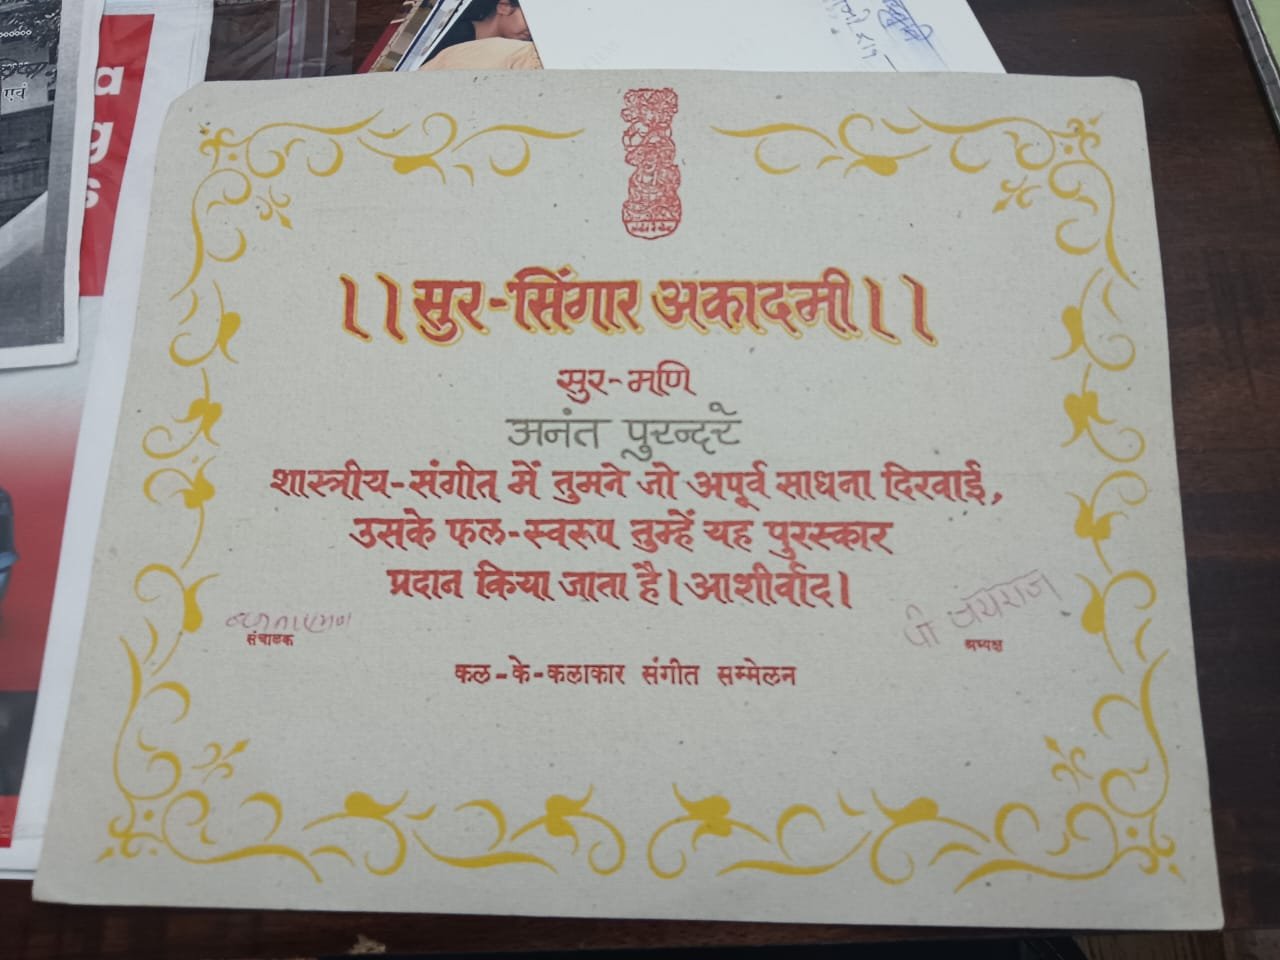 एवं
a
g
s
।। सुर-सिंगार अकादमी ।।
सुर-मणि
अनंत पुरन्दरे
शास्त्रीय-संगीत में तुमने जो अपूर्व साधना दिखाई,
उसके फल-स्वरूप तुम्हें यह पुरस्कार
प्रदान किया जाता है। आशीर्वाद।
पी जयराज
संचालक
अध्यक्ष
कल-के-कलाकार संगीत सम्मेलन